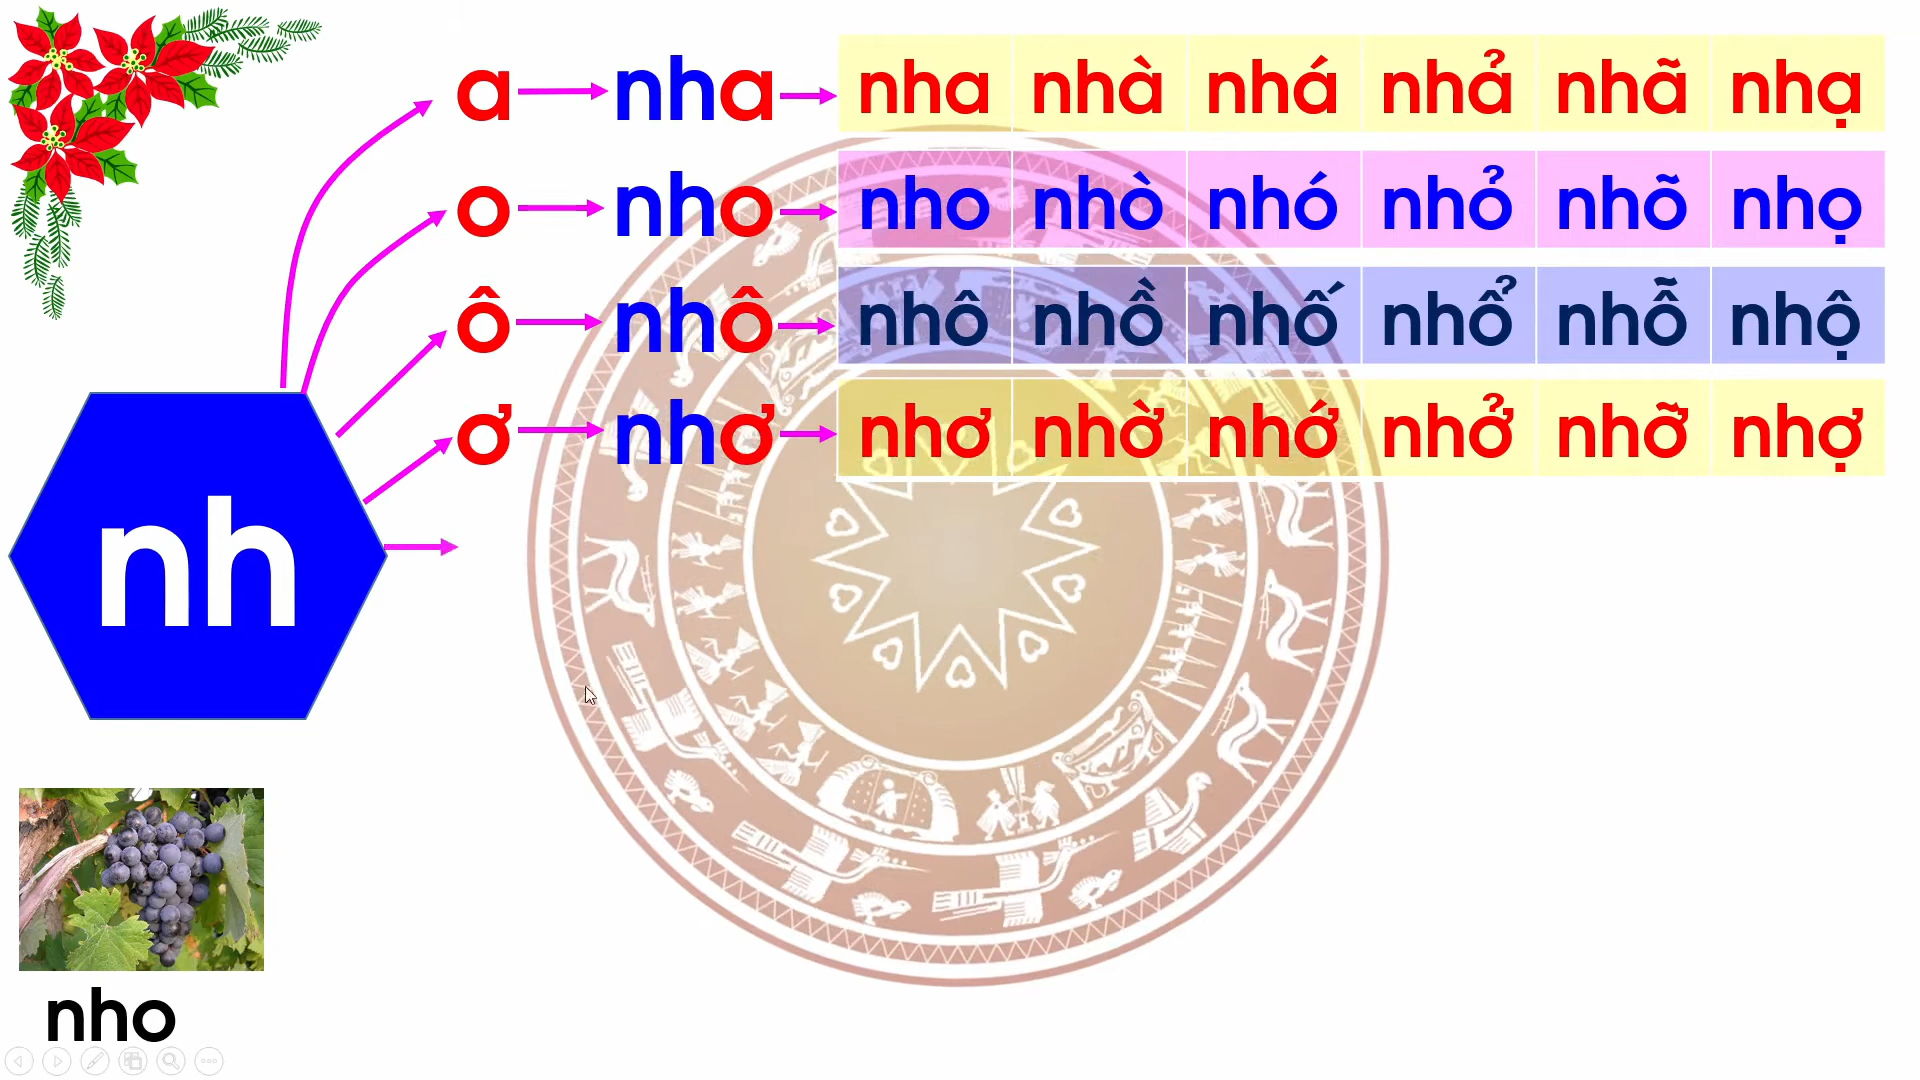 a nha nha nhà nhá nhả nhã nhạ
o nho nho nhò nhó nhỏ nhõ nhọ
ô nhô nhô nhồ nhố nhổ nhỗ nhộ
ơ nhơ nhơ nhờ nhớ nhở nhỡ nhợ
nh
nho